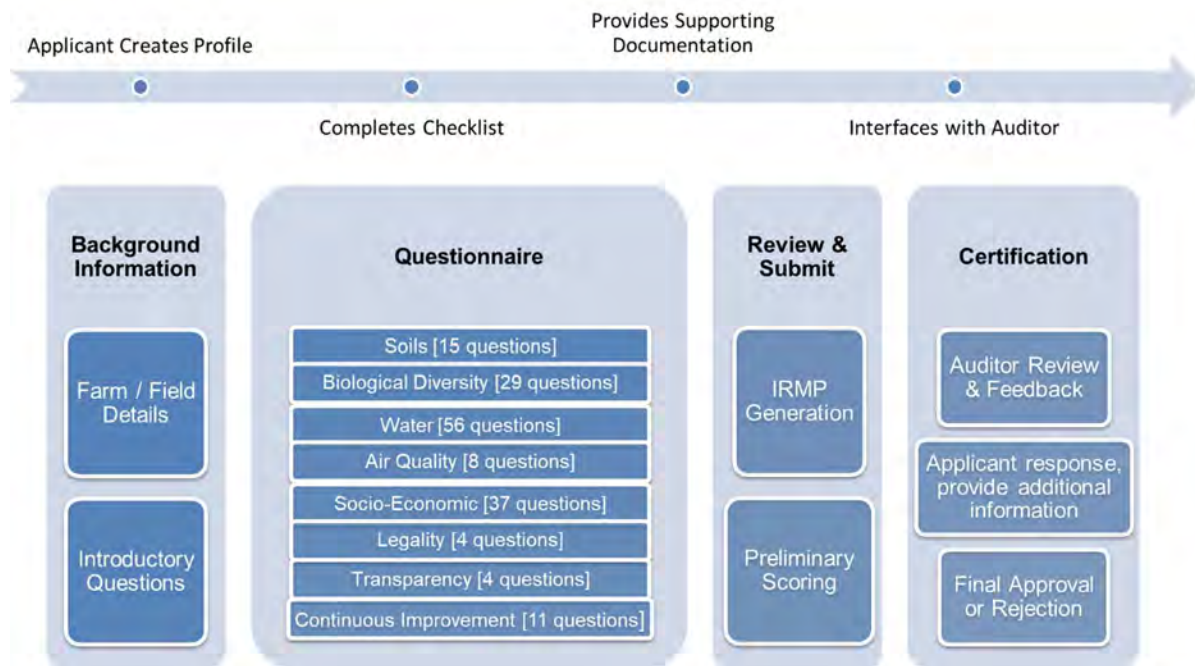 Applicant Creates Profile
Provides Supporting
Documentation
Completes Checklist
Interfaces with Auditor
Background
Information
Farm / Field
Details
Introductory
Questions
Questionnaire
Soils [15 questions]
Biological Diversity [29 questions]
Water [56 questions]
Air Quality [8 questions]
Socio-Economic [37 questions]
Legality [4 questions]
Transparency [4 questions]
Continuous Improvement [11 questions]
Review &
Submit
IRMP
Generation
Preliminary
Scoring
Certification
Auditor Review
& Feedback
Applicant response,
provide additional
information
Final Approval
or Rejection